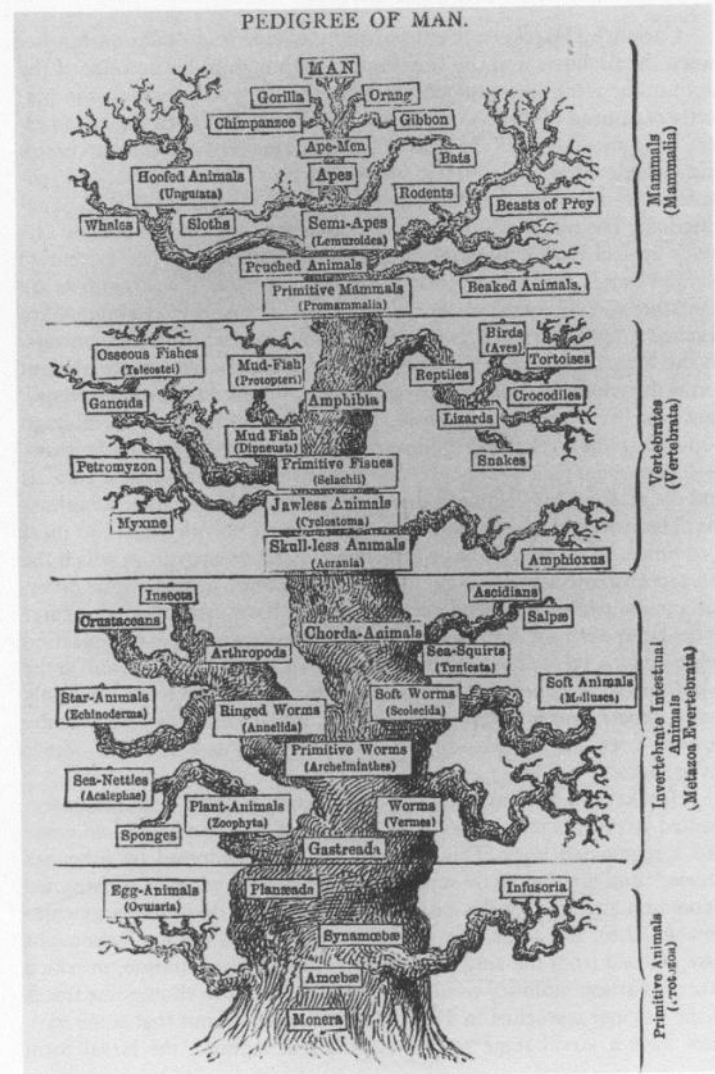 PEDIGREE OF MAN.
MAN
Gorilla
Orang
Chimpanzee
Gibbon
Ape-Men
Bats
Apes
Hoofed Animals
(Ungulata)
Rodents
Beasts of Prey
Whales
Sloths
Semi-Apes
(Lemuroides)
Pouched Animals
Primitive Mammals
(Promammalia)
Beaked Animals.
Mammals
(Mammalia)
Osseous Fishes
(Teleostei)
Mud-Fish
(Protopteri)
Birds
(Aves)
Tortoises
Reptiles
Ganoids
Amphibia
Crocodiles
Lizards
Mud Fish
(Dipneusti)
Snakes
Petromyzon
Primitive Fishes
(Selachii)
Jawless Animals
(Cyclostoma)
Myxine
Skull-less Animals
(Acrania)
Amphioxus
Vertebrates
(Vertebrata)
Insects
Ascidians
Crustaceans
Salpæ
Chorda-Animals
Arthropods
Sea-Squirts
(Tunicata)
Star-Animals
(Echinoderma)
Ringed Worms
(Annelida)
Soft Worms
(Scolecida)
Soft Animals
(Mollusca)
Primitive Worms
(Archelminthes)
Sea-Nettles
(Acalephae)
Plant-Animals
(Zoophyta)
Worms
(Vermes)
Sponges
Gastreada
Invertebrate Intestinal
Animals
(Metazoa Evertebrata)
Egg-Animals
(Ovularia)
Planæada
Infusoria
Synamœbæ
Amœbæ
Monera
Primitive Animals
(Protozoa)